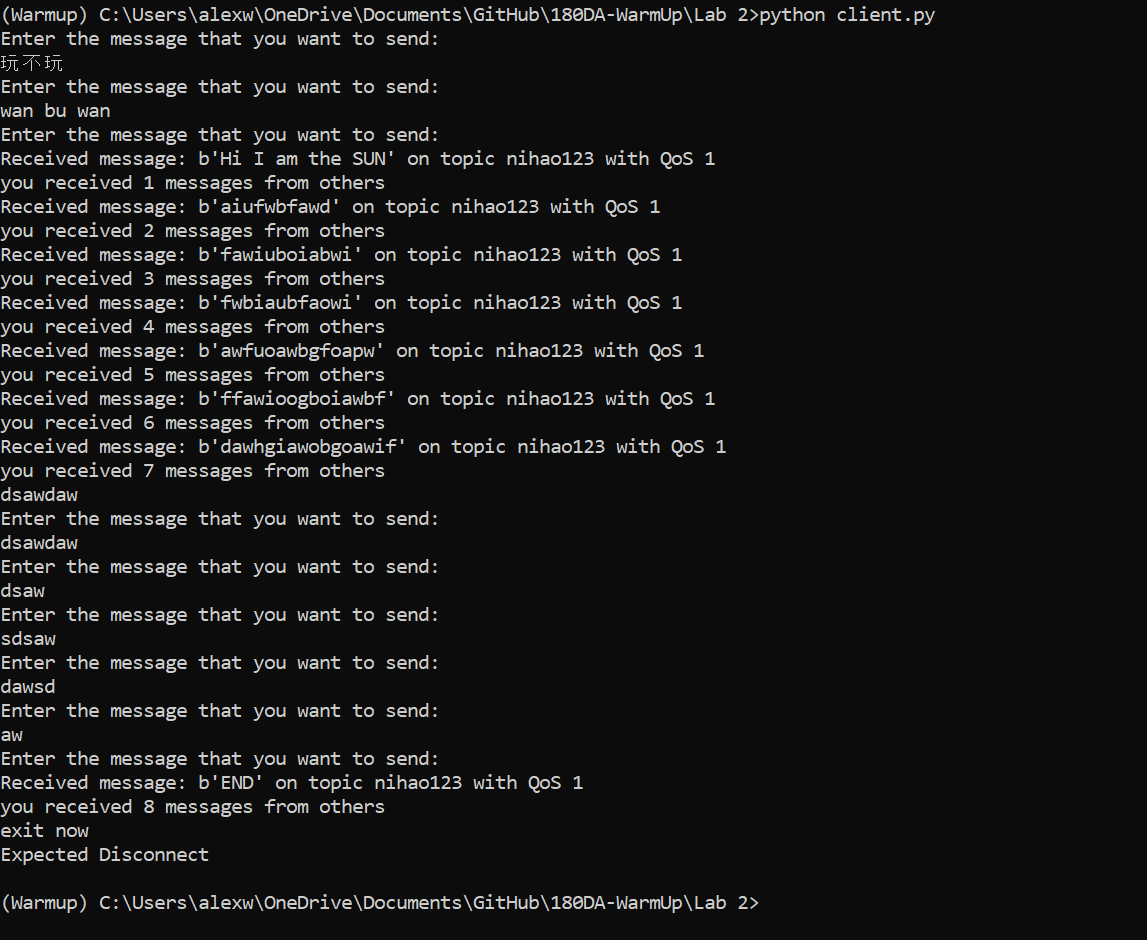 (Warmup) C:\Users\alexw\OneDrive\Documents\GitHub\180DA-WarmUp\Lab 2>python client.py
Enter the message that you want to send:
玩不玩
Enter the message that you want to send:
wan bu wan
Enter the message that you want to send:
Received message: b'Hi I am the SUN' on topic nihao123 with QoS 1
you received 1 messages from others
Received message: b'aiufwbfawd' on topic nihao123 with QoS 1
you received 2 messages from others
Received message: b'fawiuboiabwi' on topic nihao123 with QoS 1
you received 3 messages from others
Received message: b'fwbiaubfaowi' on topic nihao123 with QoS 1
you received 4 messages from others
Received message: b'awfuoawbgfoapw' on topic nihao123 with QoS 1
you received 5 messages from others
Received message: b'ffawioogboiawbf' on topic nihao123 with QoS 1
you received 6 messages from others
Received message: b'dawhgiawobgoawif' on topic nihao123 with QoS 1
you received 7 messages from others
dsawdaw
Enter the message that you want to send:
dsawdaw
Enter the message that you want to send:
dsaw
Enter the message that you want to send:
sdsaw
Enter the message that you want to send:
dawsd
Enter the message that you want to send:
aw
Enter the message that you want to send:
Received message: b'END' on topic nihao123 with QoS 1
you received 8 messages from others
exit now
Expected Disconnect
(Warmup) C:\Users\alexw\OneDrive\Documents\GitHub\180DA-WarmUp\Lab 2>